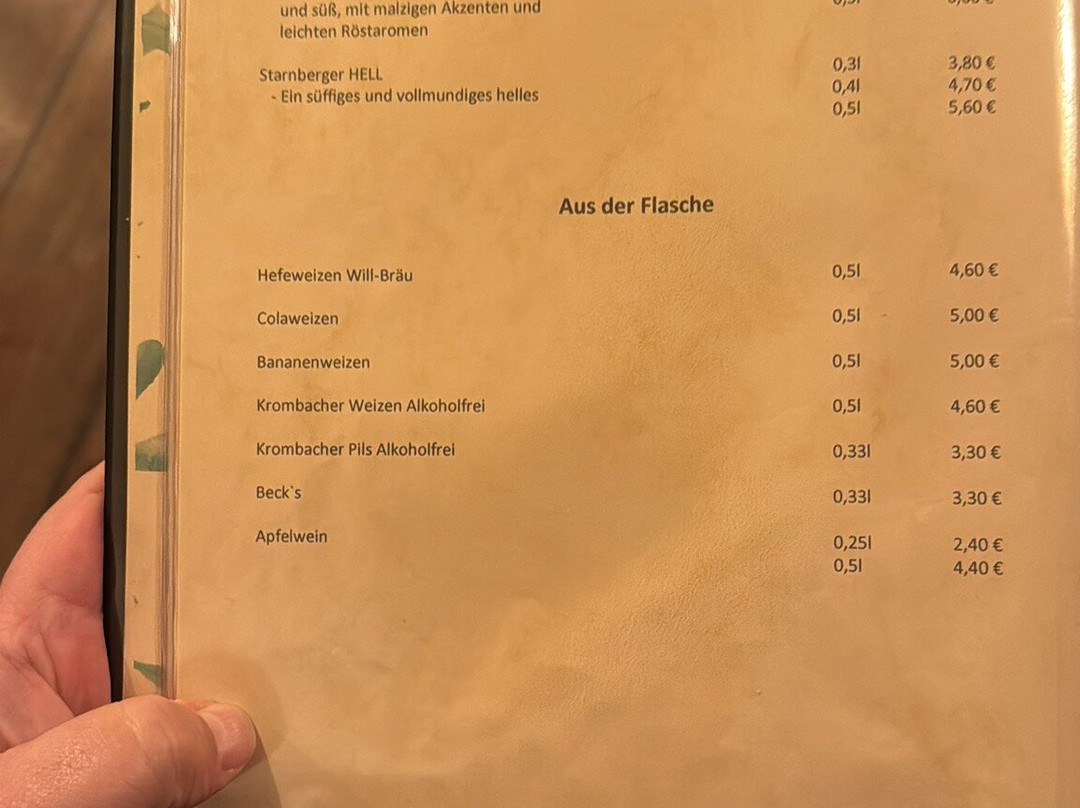 und süß, mit malzigen Akzenten und
leichten Röstaromen
Starnberger HELL 0,3l 3,80 €
- Ein süffiges und vollmundiges helles 0,4l 4,70 €
0,5l 5,60 €
Aus der Flasche
Hefeweizen Will-Bräu 0,5l 4,60 €
Colaweizen 0,5l 5,00 €
Bananenweizen 0,5l 5,00 €
Krombacher Weizen Alkoholfrei 0,5l 4,60 €
Krombacher Pils Alkoholfrei 0,33l 3,30 €
Beck`s 0,33l 3,30 €
Apfelwein 0,25l 2,40 €
0,5l 4,40 €